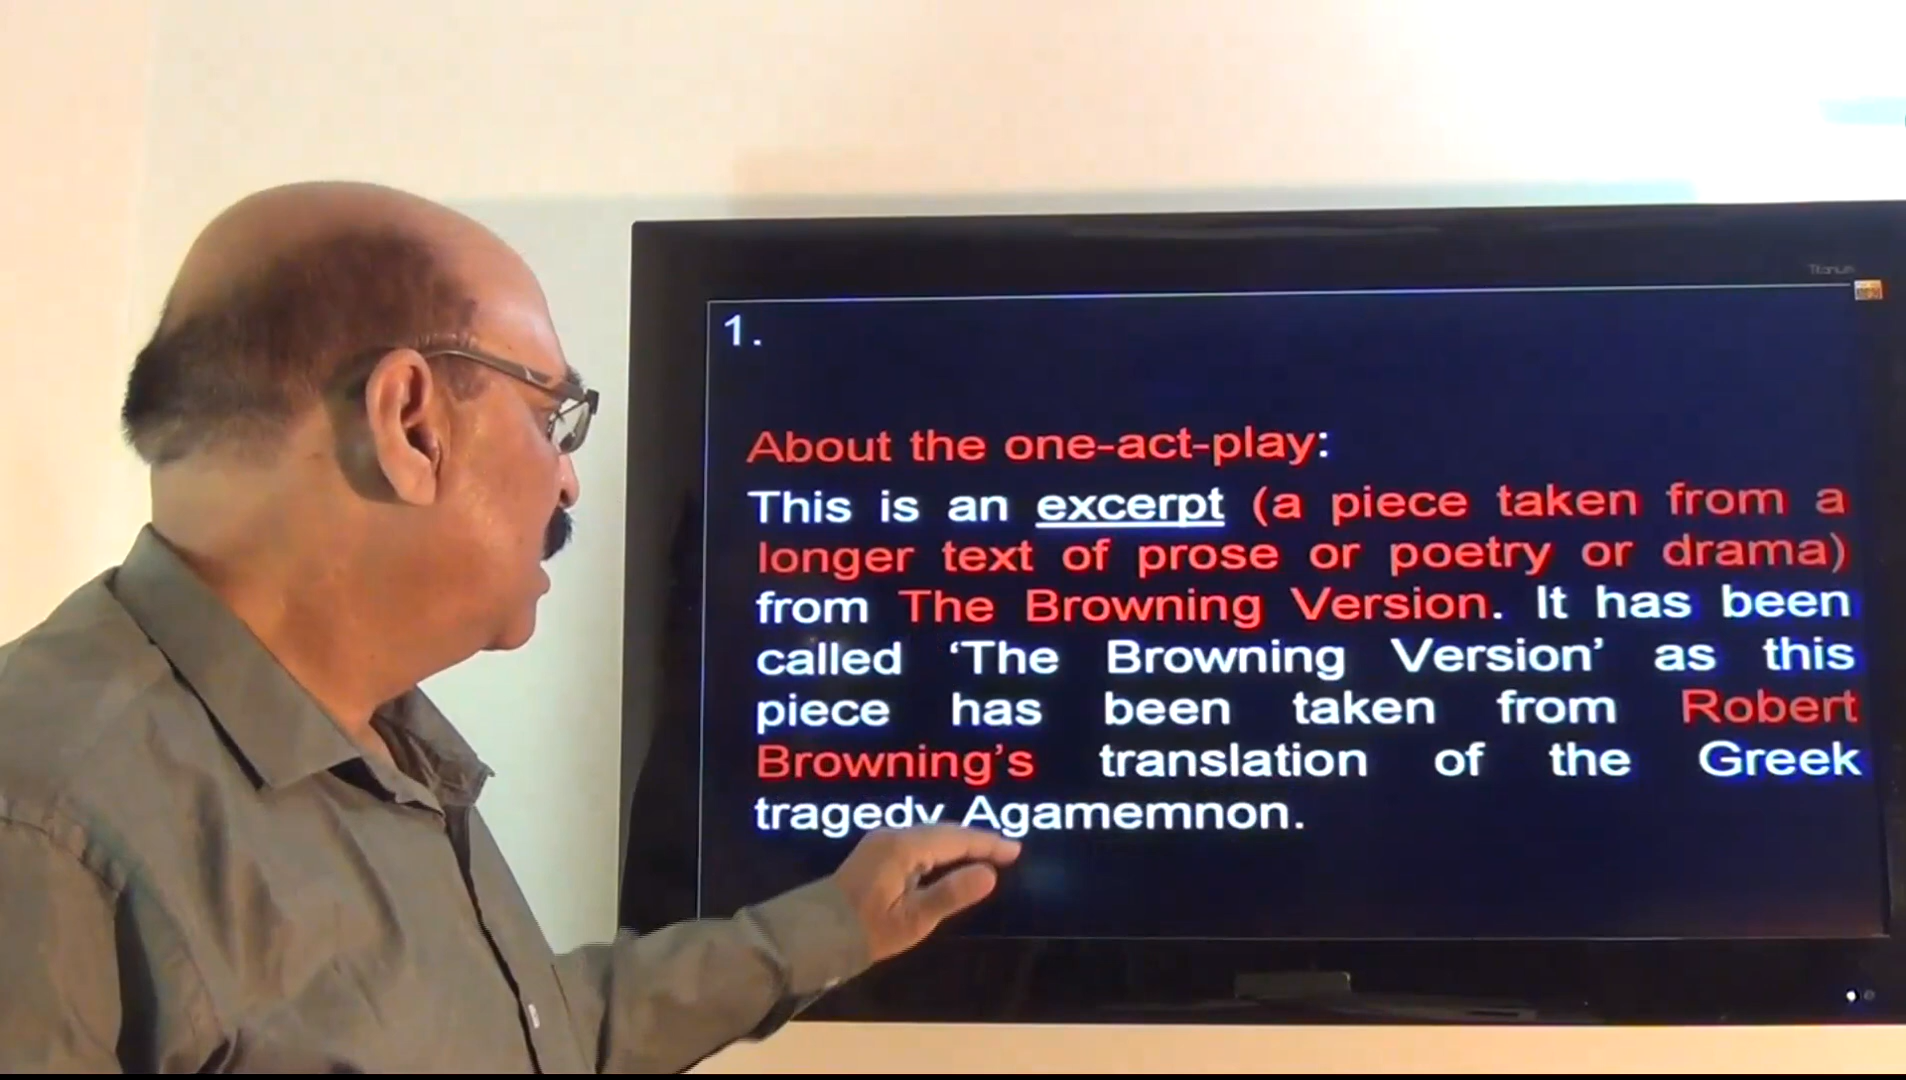 Titanium
1.
About the one-act-play:
This is an excerpt (a piece taken from a
longer text of prose or poetry or drama)
from The Browning Version. It has been
called ‘The Browning Version’ as this
piece has been taken from Robert
Browning’s translation of the Greek
tragedy Agamemnon.